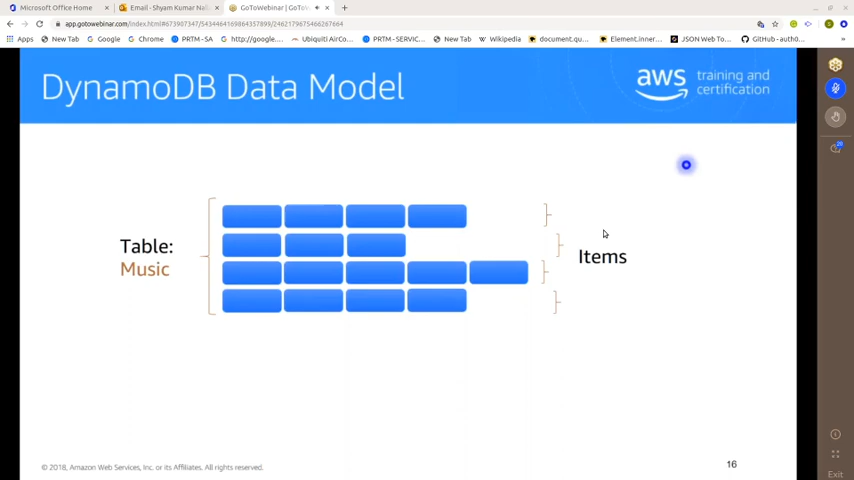 Microsoft Office Home
Email - Shyam Kumar Nal
GoToWebinar | GoToW
app.gotowebinar.com/index.html#673907347/5434464169864357899/2462179675466267664
Apps
New Tab
Google
Chrome
PRTM -SA
http://google....
Ubiquiti AirCo...
PRTM -SERVIC...
New Tab
Wikipedia
document.qu...
Element.inner...
JSON Web To...
GitHub - auth0...
DynamoDB Data Model
aws training and certification
Table:
Music
Items
© 2018, Amazon Web Services, Inc. or its Affiliates. All rights reserved.
16
Exit